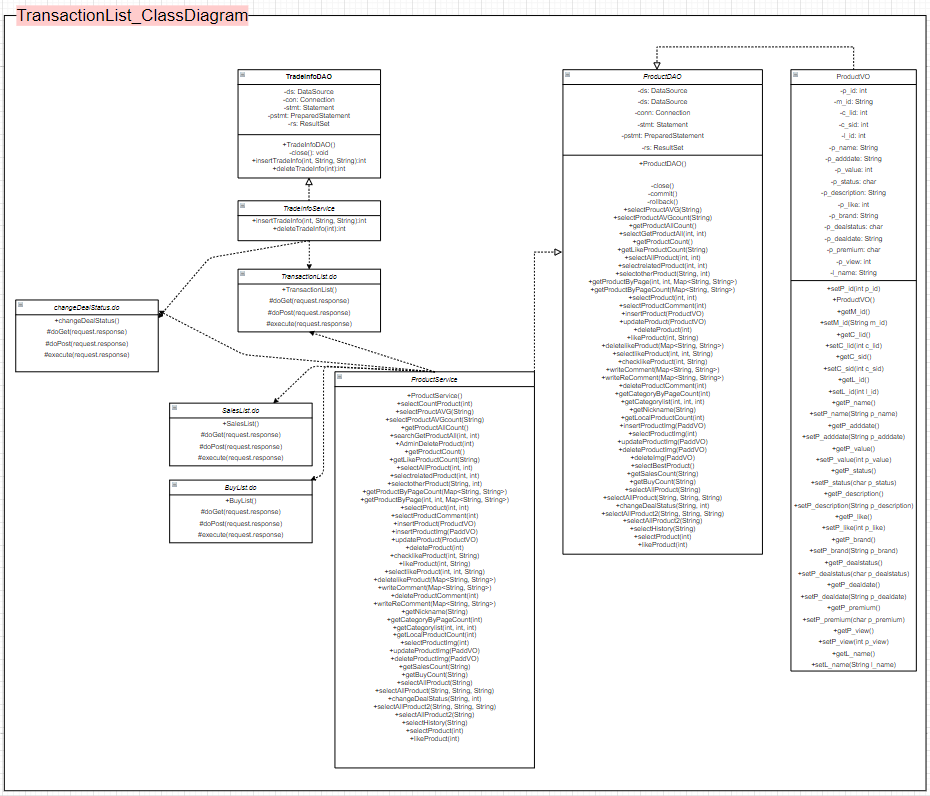 TransactionList_ClassDiagram
TradeInfoDAO
-ds: DataSource
-con: Connection
-stmt: Statement
-pstmt: PreparedStatement
-rs: ResultSet
+TradeInfoDAO()
-close(): void
+insertTradeInfo(int, String, String):int
+deleteTradeInfo(int):int
TradeInfoService
+insertTradeInfo(int, String, String):int
+deleteTradeInfo(int):int
TransactionList.do
+TransactionList()
#doGet(request.response)
#doPost(request.response)
#execute(request.response)
changeDealStatus.do
+changeDealStatus()
#doGet(request.response)
#doPost(request.response)
#execute(request.response)
SalesList.do
+SalesList()
#doGet(request.response)
#doPost(request.response)
#execute(request.response)
BuyList.do
+BuyList()
#doGet(request.response)
#doPost(request.response)
#execute(request.response)
ProductService
+ProductService()
+selectCountProduct(int)
+selectProuctAVG(String)
+selectProductAVGcount(String)
+getProductAllCount()
+searchGetProductAll(int, int)
+AdminDeleteProduct(int)
+getProductCount()
+getLikeProductCount(String)
+selectAllProduct(int, int)
+selectrelatedProduct(int, int)
+selectotherProduct(String, int)
+getProductByPageCount(Map<String, String>)
+getProductByPage(int, int, Map<String, String>)
+selectProduct(int, int)
+selectProductComment(int)
+insertProduct(ProductVO)
+insertProductImg(PaddVO)
+updateProduct(ProductVO)
+deleteProduct(int)
+checklikeProduct(int, String)
+likeProduct(int, String)
+selectlikeProduct(int, int, String)
+deletelikeProduct(Map<String, String>)
+writeComment(Map<String, String>)
+deleteProductComment(int)
+writeReComment(Map<String, String>)
+getNickname(String)
+getCategoryByPageCount(int)
+getCategorylist(int, int, int)
+getLocalProductCount(int)
+selectProductImg(int)
+updateProductImg(PaddVO)
+deleteProductImg(PaddVO)
+getSalesCount(String)
+getBuyCount(String)
+selectAllProduct(String)
+selectAllProduct(String, String, String)
+changeDealStatus(String, int)
+selectAllProduct2(String, String, String)
+selectAllProduct2(String)
+selectHistory(String)
+selectProduct(int)
+likeProduct(int)
ProductDAO
-ds: DataSource
-ds: DataSource
-conn: Connection
-stmt: Statement
-pstmt: PreparedStatement
-rs: ResultSet
+ProductDAO()
-close()
-commit()
-rollback()
+selectProuctAVG(String)
+selectProductAVGcount(String)
+getProductAllCount()
+selectGetProductAll(int, int)
+getProductCount()
+getLikeProductCount(String)
+selectAllProduct(int, int)
+selectrelatedProduct(int, int)
+selectotherProduct(String, int)
+getProductByPage(int, int, Map<String, String>)
+getProductByPageCount(Map<String, String>)
+selectProduct(int, int)
+selectProductComment(int)
+insertProduct(ProductVO)
+updateProduct(ProductVO)
+deleteProduct(int)
+likeProduct(int, String)
+deletelikeProduct(Map<String, String>)
+selectlikeProduct(int, int, String)
+checklikeProduct(int, String)
+writeComment(Map<String, String>)
+writeReComment(Map<String, String>)
+deleteProductComment(int)
+getCategoryByPageCount(int)
+getCategorylist(int, int, int)
+getNickname(String)
+getLocalProductCount(int)
+insertProductImg(PaddVO)
+selectProductImg(int)
+updateProductImg(PaddVO)
+deleteProductImg(PaddVO)
+deleteImg(PaddVO)
+selectBestProduct()
+getSalesCount(String)
+getBuyCount(String)
+selectAllProduct(String)
+selectAllProduct(String, String, String)
+changeDealStatus(String, int)
+selectAllProduct2(String, String, String)
+selectAllProduct2(String)
+selectHistory(String)
+selectProduct(int)
+likeProduct(int)
ProductVO
-p_id: int
-m_id: String
-c_lid: int
-c_sid: int
-l_id: int
-p_name: String
-p_adddate: String
-p_value: int
-p_status: char
-p_description: String
-p_like: int
-p_brand: String
-p_dealstatus: char
-p_dealdate: String
-p_premium: char
-p_view: int
-l_name: String
+setP_id(int p_id)
+ProductVO()
+getM_id()
+setM_id(String m_id)
+getC_lid()
+setC_lid(int c_lid)
+getC_sid()
+setC_sid(int c_sid)
+getL_id()
+setL_id(int l_id)
+getP_name()
+setP_name(String p_name)
+getP_adddate()
+setP_adddate(String p_adddate)
+getP_value()
+setP_value(int p_value)
+getP_status()
+setP_status(char p_status)
+getP_description()
+setP_description(String p_description)
+getP_like()
+setP_like(int p_like)
+getP_brand()
+setP_brand(String p_brand)
+getP_dealstatus()
+setP_dealstatus(char p_dealstatus)
+getP_dealdate()
+setP_dealdate(String p_dealdate)
+getP_premium()
+setP_premium(char p_premium)
+getP_view()
+setP_view(int p_view)
+getL_name()
+setL_name(String l_name)